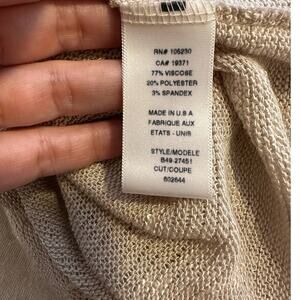 RN# 105230
CA# 19371
77% VISCOSE
20% POLYESTER
3% SPANDEX
MADE IN U.S.A
FABRIQUE AUX
ETATS - UNIS
STYLE/MODELE
B49-27451
CUT/COUPE
602644